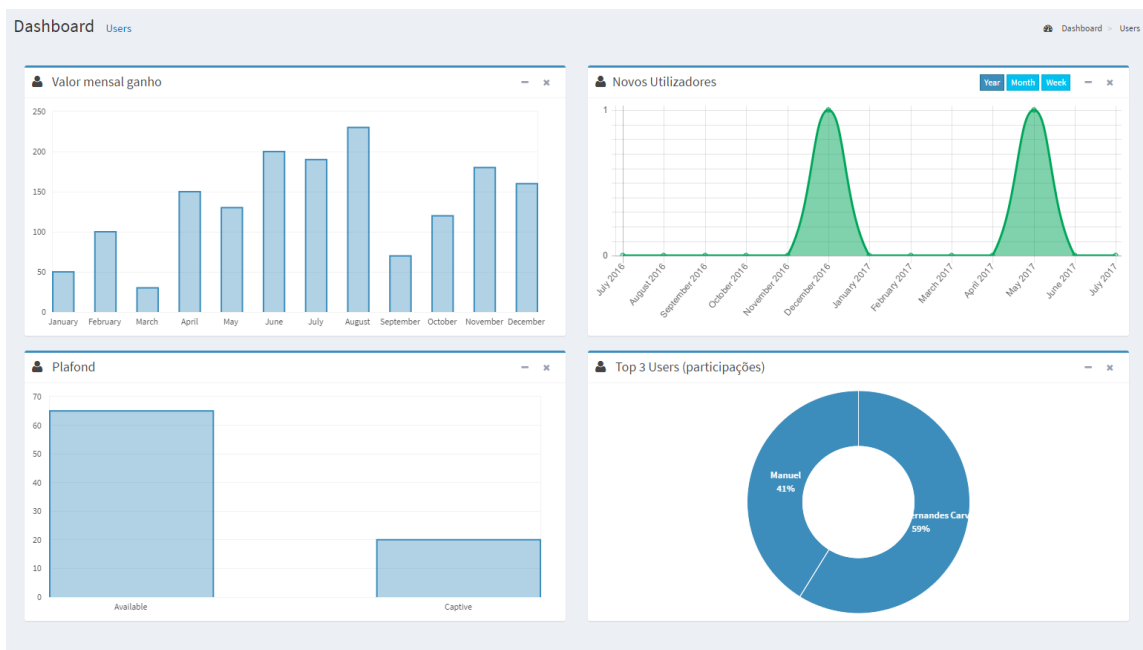 Dashboard Users
Dashboard > Users
Valor mensal ganho
250
200
150
100
50
0
January February March April May June July August September October November December
Novos Utilizadores
Year Month Week
1
0
July 2016 August 2016 September 2016 October 2016 November 2016 December 2016 January 2017 February 2017 March 2017 April 2017 May 2017 June 2017 July 2017
Plafond
70
60
50
40
30
20
10
0
Available Captive
Top 3 Users (participações)
Manuel
41%
ernandes Carv
59%